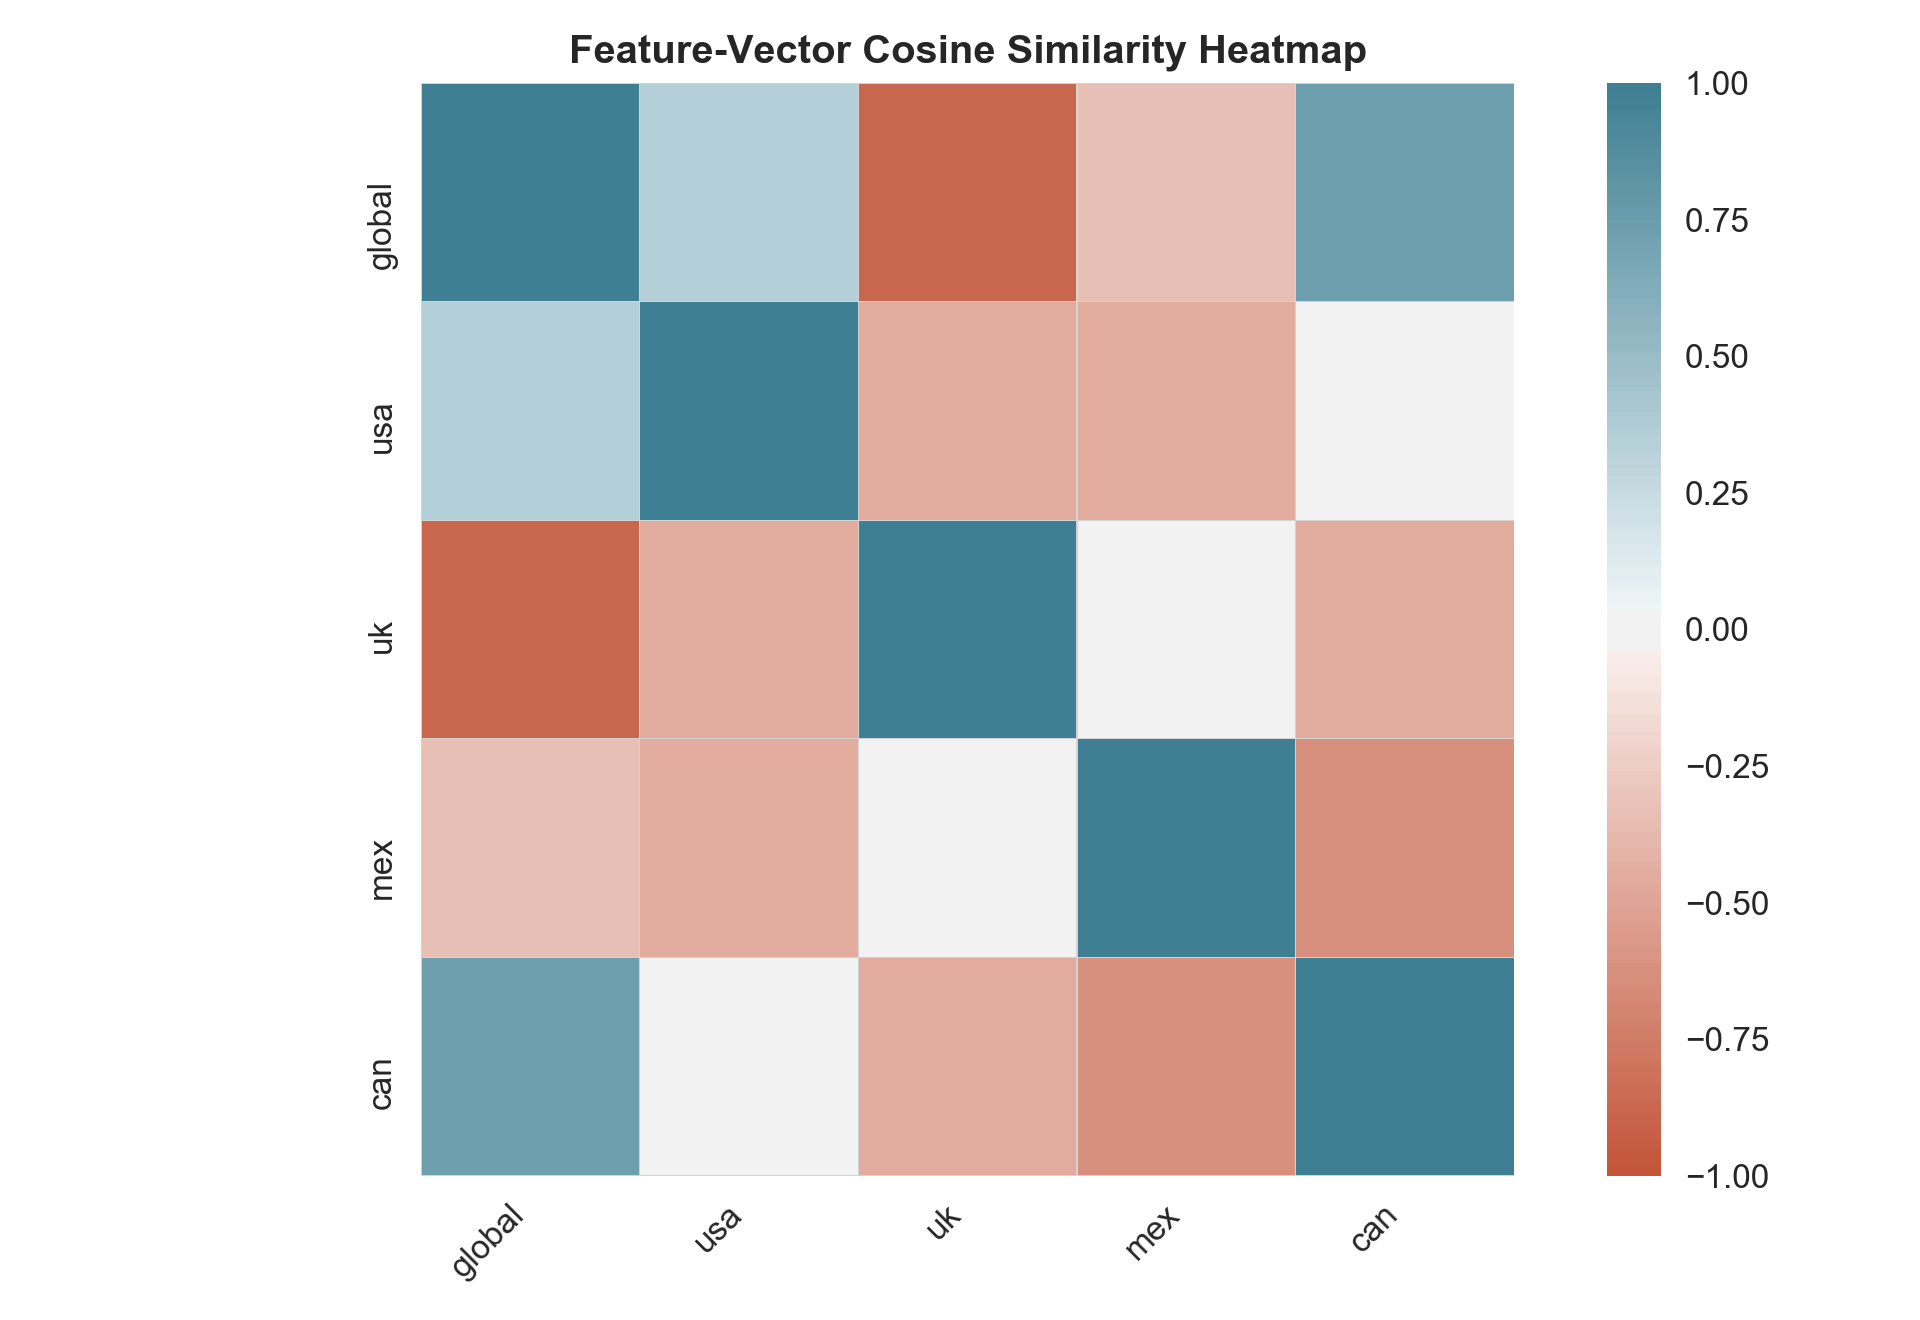 Feature-Vector Cosine Similarity Heatmap
global
usa
uk
mex
can
global
usa
uk
mex
can
1.00
0.75
0.50
0.25
0.00
−0.25
−0.50
−0.75
−1.00